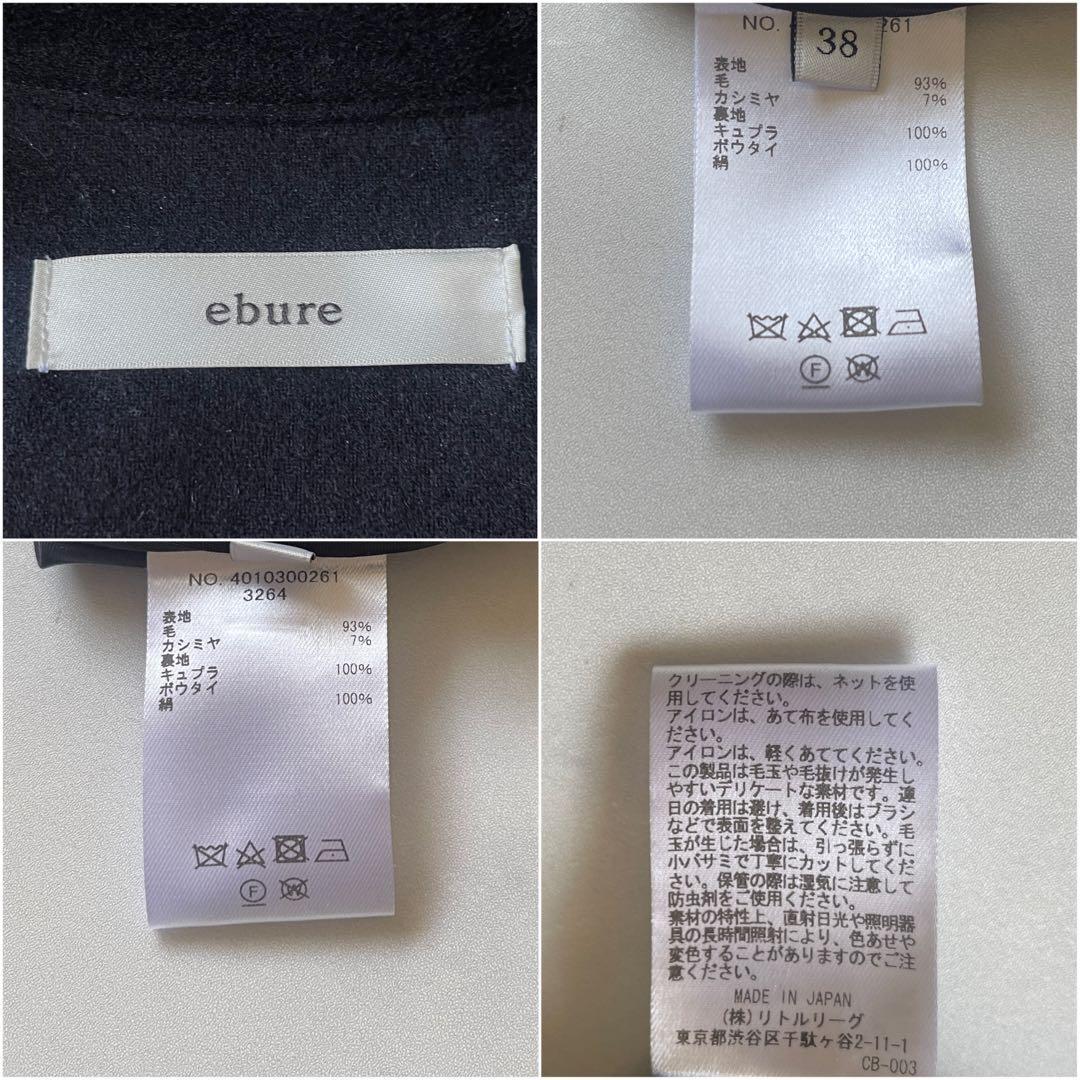 ebure
NO. 4 261
38
表地
毛 93%
カシミヤ 7%
裏地
キュプラ 100%
ボウタイ
絹 100%
F
W
NO. 4010300261
3264
表地
毛 93%
カシミヤ 7%
裏地
キュプラ 100%
ボウタイ
絹 100%
F
W
クリーニングの際は、ネットを使
用してください。
アイロンは、あて布を使用してく
ださい。
アイロンは、軽くあててください。
この製品は毛玉や毛抜けが発生し
やすいデリケートな素材です。連
日の着用は避け、着用後はブラシ
などで表面を整えてください。毛
玉が生じた場合は、引っ張らずに
小バサミで丁寧にカットしてくだ
さい。保管の際は湿気に注意して
防虫剤をご使用ください。
素材の特性上、直射日光や照明器
具の長時間照射により、色あせや
変色することがありますのでご注
意ください。
MADE IN JAPAN
(株)リトルリーグ
東京都渋谷区千駄ヶ谷2-11-1
CB-003